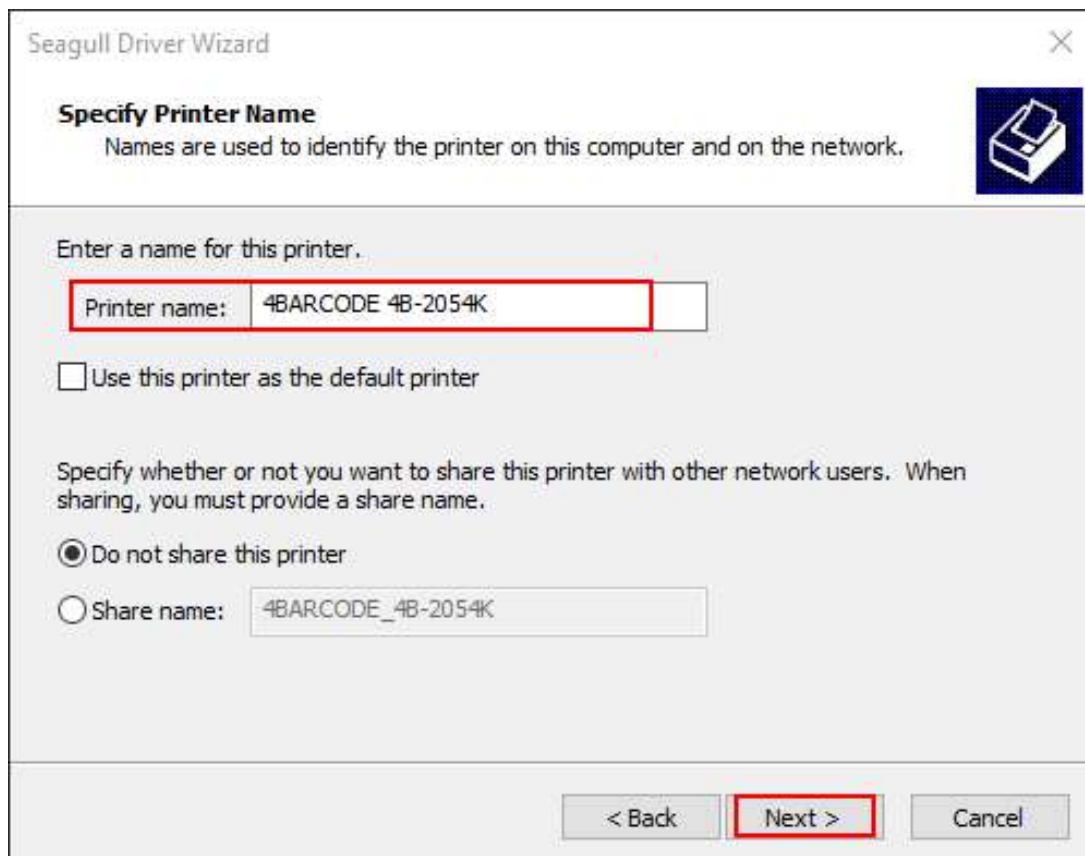 Seagull Driver Wizard
Specify Printer Name
Names are used to identify the printer on this computer and on the network.
Enter a name for this printer.
Printer name: 4BARCODE 4B-2054K
Use this printer as the default printer
Specify whether or not you want to share this printer with other network users. When
sharing, you must provide a share name.
Do not share this printer
Share name: 4BARCODE_4B-2054K
< Back Next > Cancel